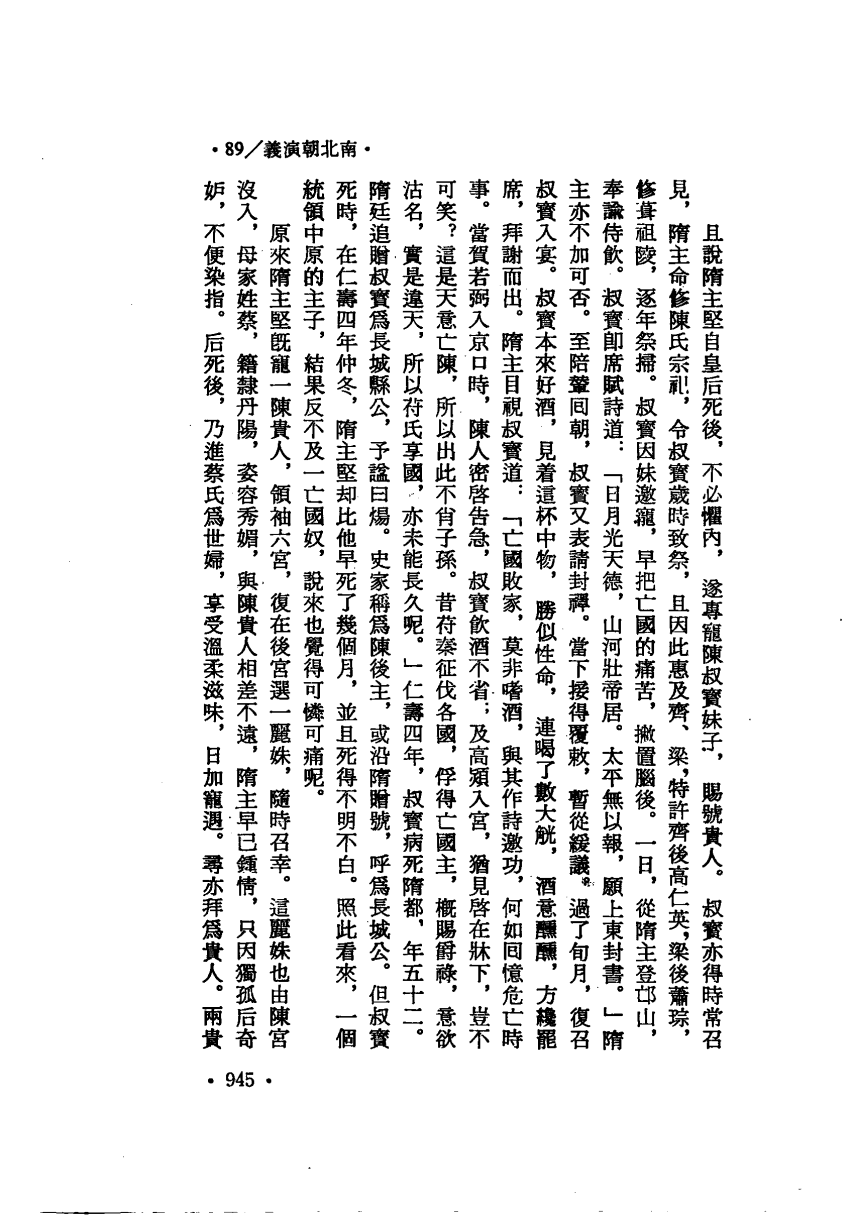 ·南北朝演義/89·
且說隋主堅自皇后死後，不必懼內，遂專寵陳叔寶妹子，賜號貴人。叔寶亦得時常召
見，隋主命修陳氏宗祀，令叔寶歲時致祭，且因此惠及齊、梁，特許齊後高仁英，梁後蕭琮，
修葺祖陵，逐年祭掃。叔寶因妹邀寵，早把亡國的痛苦，撇置腦後。一日，從隋主登邙山，
奉諭侍飲。叔寶卽席賦詩道：「日月光天德，山河壯帝居。太平無以報，願上東封書。」隋
主亦不加可否。至陪輦囘朝，叔寶又表請封禪。當下接得覆敕，暫從緩議。過了旬月，復召
叔寶入宴。叔寶本來好酒，見着這杯中物，勝似性命，連喝了數大觥，酒意醺醺，方纔罷
席，拜謝而出。隋主目視叔寶道：「亡國敗家，莫非嗜酒，與其作詩邀功，何如囘憶危亡時
事。當賀若弼入京口時，陳人密啓告急，叔寶飲酒不省；及高熲入宮，猶見啓在牀下，豈不
可笑？這是天意亡陳，所以出此不肖子孫。昔苻秦征伐各國，俘得亡國主，概賜爵祿，意欲
沽名，實是違天，所以苻氏享國，亦未能長久呢。」仁壽四年，叔寶病死隋都，年五十二。
隋廷追贈叔寶爲長城縣公，予諡曰煬。史家稱爲陳後主，或沿隋贈號，呼爲長城公。但叔寶
死時，在仁壽四年仲冬，隋主堅却比他早死了幾個月，並且死得不明不白。照此看來，一個
統領中原的主子，結果反不及一亡國奴，說來也覺得可憐可痛呢。
原來隋主堅旣寵一陳貴人，領袖六宮，復在後宮選一麗姝，隨時召幸。這麗姝也由陳宮
沒入，母家姓蔡，籍隸丹陽，姿容秀媚，與陳貴人相差不遠，隋主早已鍾情，只因獨孤后奇
妒，不便染指。后死後，乃進蔡氏爲世婦，享受溫柔滋味，日加寵遇。尋亦拜爲貴人。兩貴
·945·